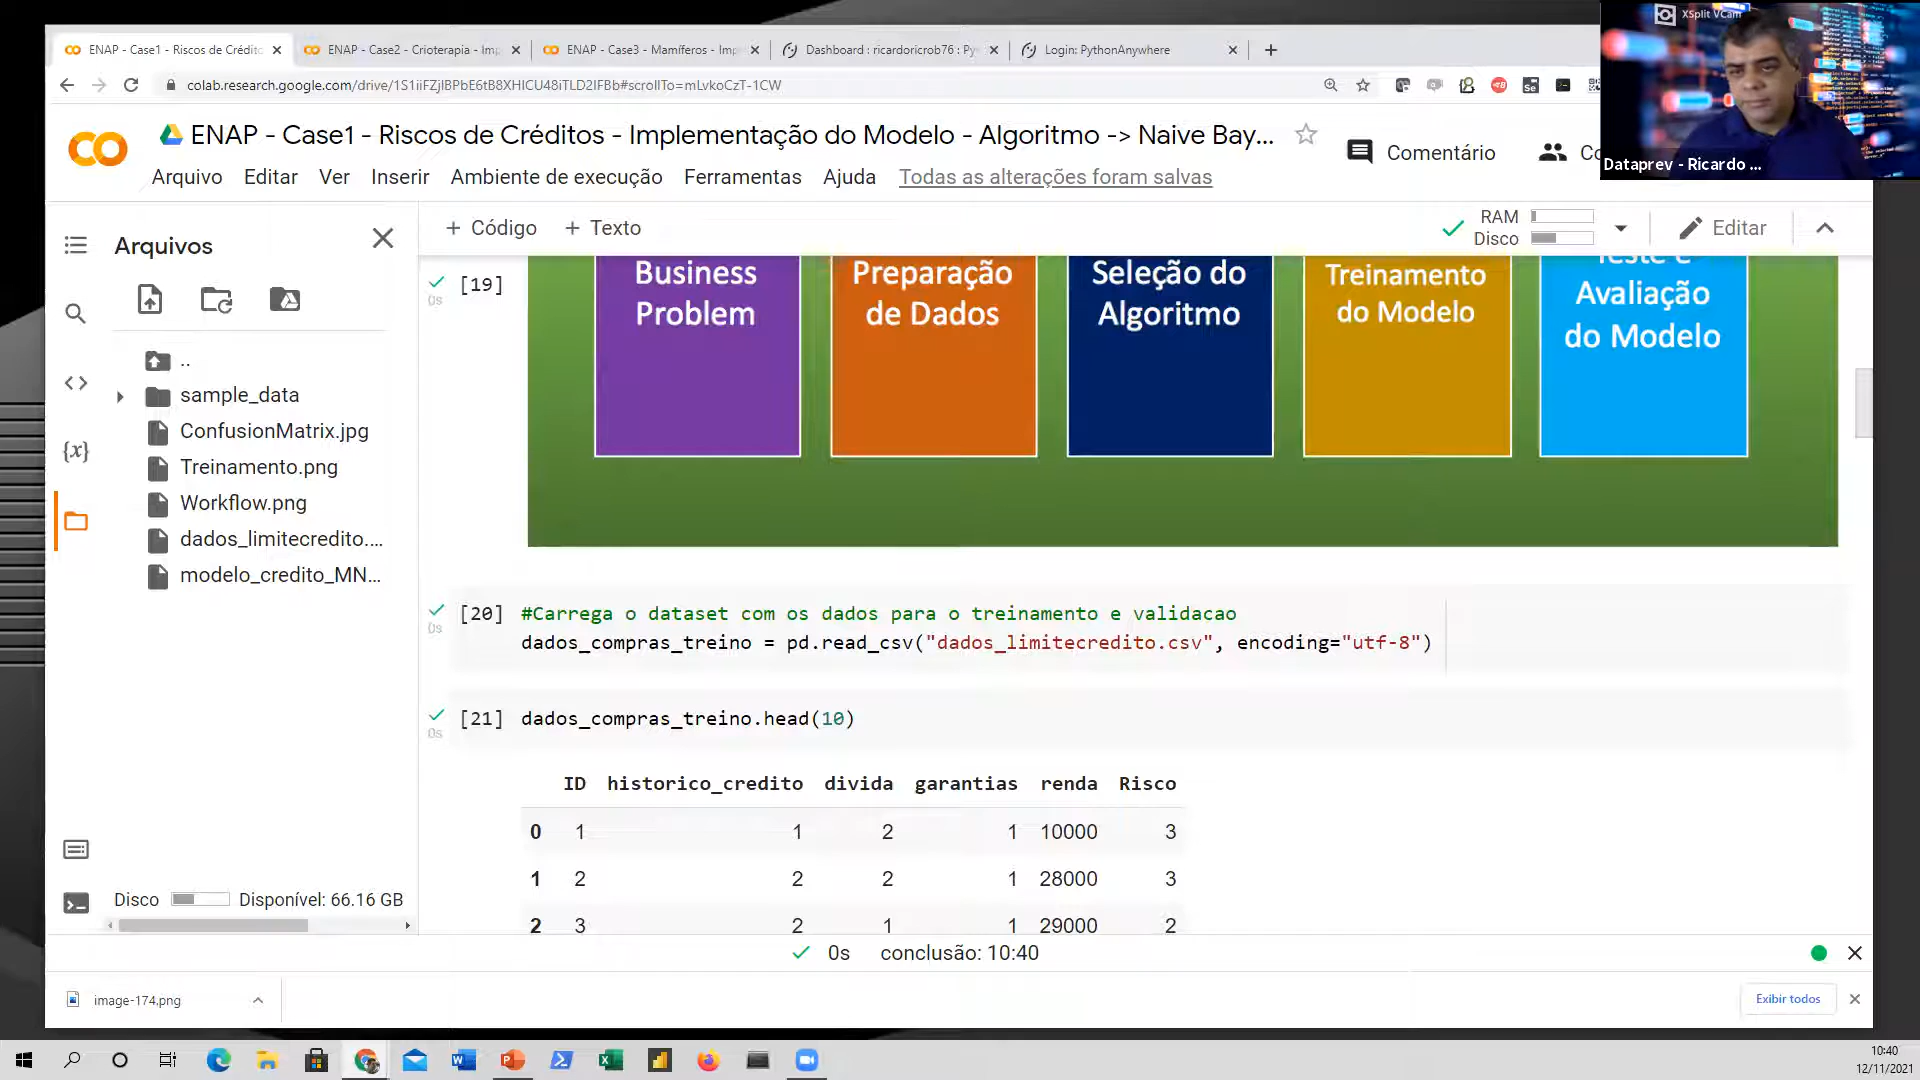 ENAP - Case1 - Riscos de Crédito
ENAP - Case2 - Crioterapia - Imp
ENAP - Case3 - Mamíferos - Imp
Dashboard : ricardoricrob76 : Py
Login: PythonAnywhere
XSplit VCam
colab.research.google.com/drive/1S1iiFZjIBPbE6tB8XHICU48iTLD2IFBb#scrollTo=mLvkoCzT-1CW
Dataprev - Ricardo ...
ENAP - Case1 - Riscos de Créditos - Implementação do Modelo - Algoritmo -> Naive Bay...
Comentário
Co
Arquivo Editar Ver Inserir Ambiente de execução Ferramentas Ajuda Todas as alterações foram salvas
Arquivos
+ Código + Texto
RAM
Disco
Editar
[19]
0s
Business
Problem
Preparação
de Dados
Seleção do
Algoritmo
Treinamento
do Modelo
Teste e
Avaliação
do Modelo
..
sample_data
ConfusionMatrix.jpg
Treinamento.png
Workflow.png
dados_limitecredito....
modelo_credito_MN...
[20] #Carrega o dataset com os dados para o treinamento e validacao
0s
dados_compras_treino = pd.read_csv("dados_limitecredito.csv", encoding="utf-8")
[21] dados_compras_treino.head(10)
0s
ID historico_credito divida garantias renda Risco
0 1 1 2 1 10000 3
1 2 2 2 1 28000 3
2 3 2 1 1 29000 2
Disco Disponível: 66.16 GB
0s conclusão: 10:40
image-174.png
Exibir todos
10:40
12/11/2021